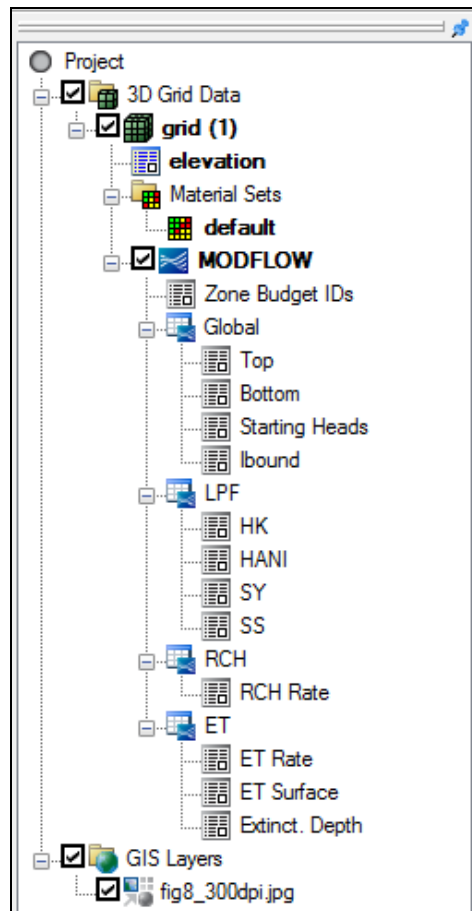 Project
3D Grid Data
grid (1)
elevation
Material Sets
default
MODFLOW
Zone Budget IDs
Global
Top
Bottom
Starting Heads
Ibound
LPF
HK
HANI
SY
SS
RCH
RCH Rate
ET
ET Rate
ET Surface
Extinct. Depth
GIS Layers
fig8_300dpi.jpg